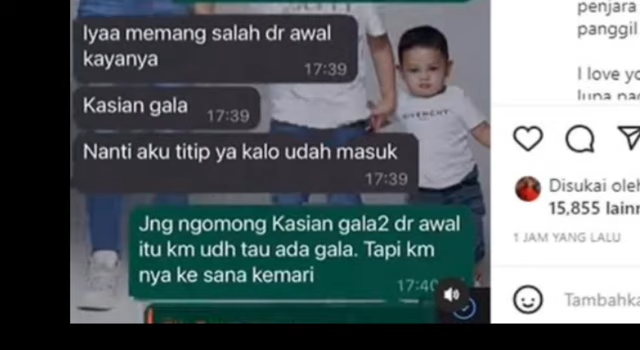 penjara
panggil
Iyaa memang salah dr awal
kayanya
17:39
I love yo
Kasian gala
17:39
GIVENCHY
Nanti aku titip ya kalo udah masuk
17:39
Disukai oleh
15,855 lainn
Jng ngomong Kasian gala2 dr awal
itu km udh tau ada gala. Tapi km
nya ke sana kemari
17:40
1 JAM YANG LALU
Tambahka